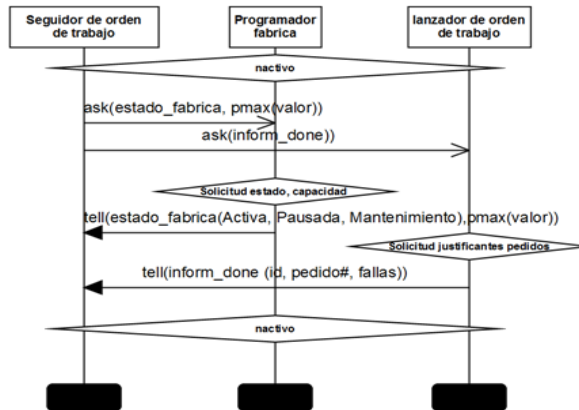 Seguidor de orden
de trabajo
Programador
fabrica
lanzador de orden
de trabajo
nactivo
ask(estado_fabrica, pmax(valor))
ask(inform_done))
Solicitud estado, capacidad
tell(estado_fabrica(Activa, Pausada, Mantenimiento),pmax(valor))
Solicitud justificantes pedidos
tell(inform_done (id, pedido#, fallas))
nactivo